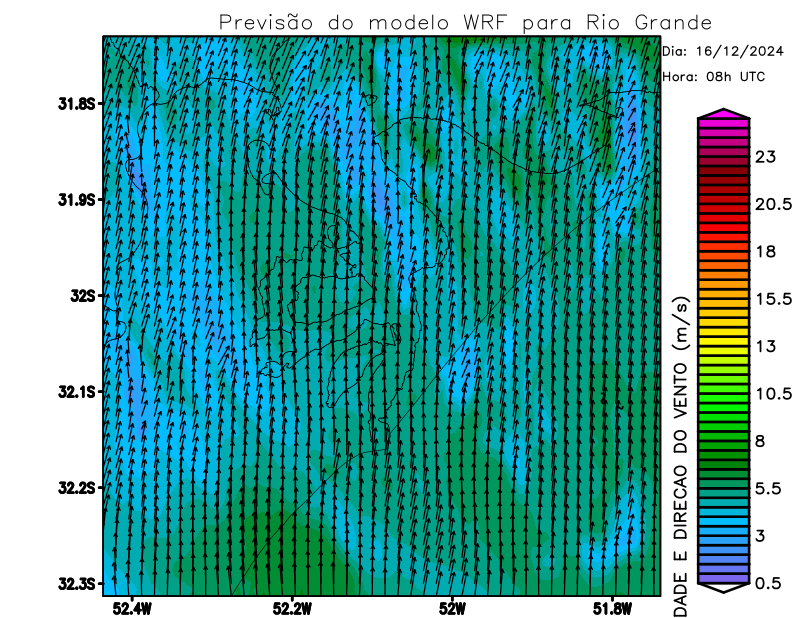 Previsão do modelo WRF para Rio Grande
Dia: 16/12/2024
Hora: 08h UTC
31.8S
31.9S
32S
32.1S
32.2S
32.3S
52.4W
52.2W
52W
51.8W
23
20.5
18
15.5
13
10.5
8
5.5
3
0.5
DADE E DIRECAO DO VENTO (m/s)